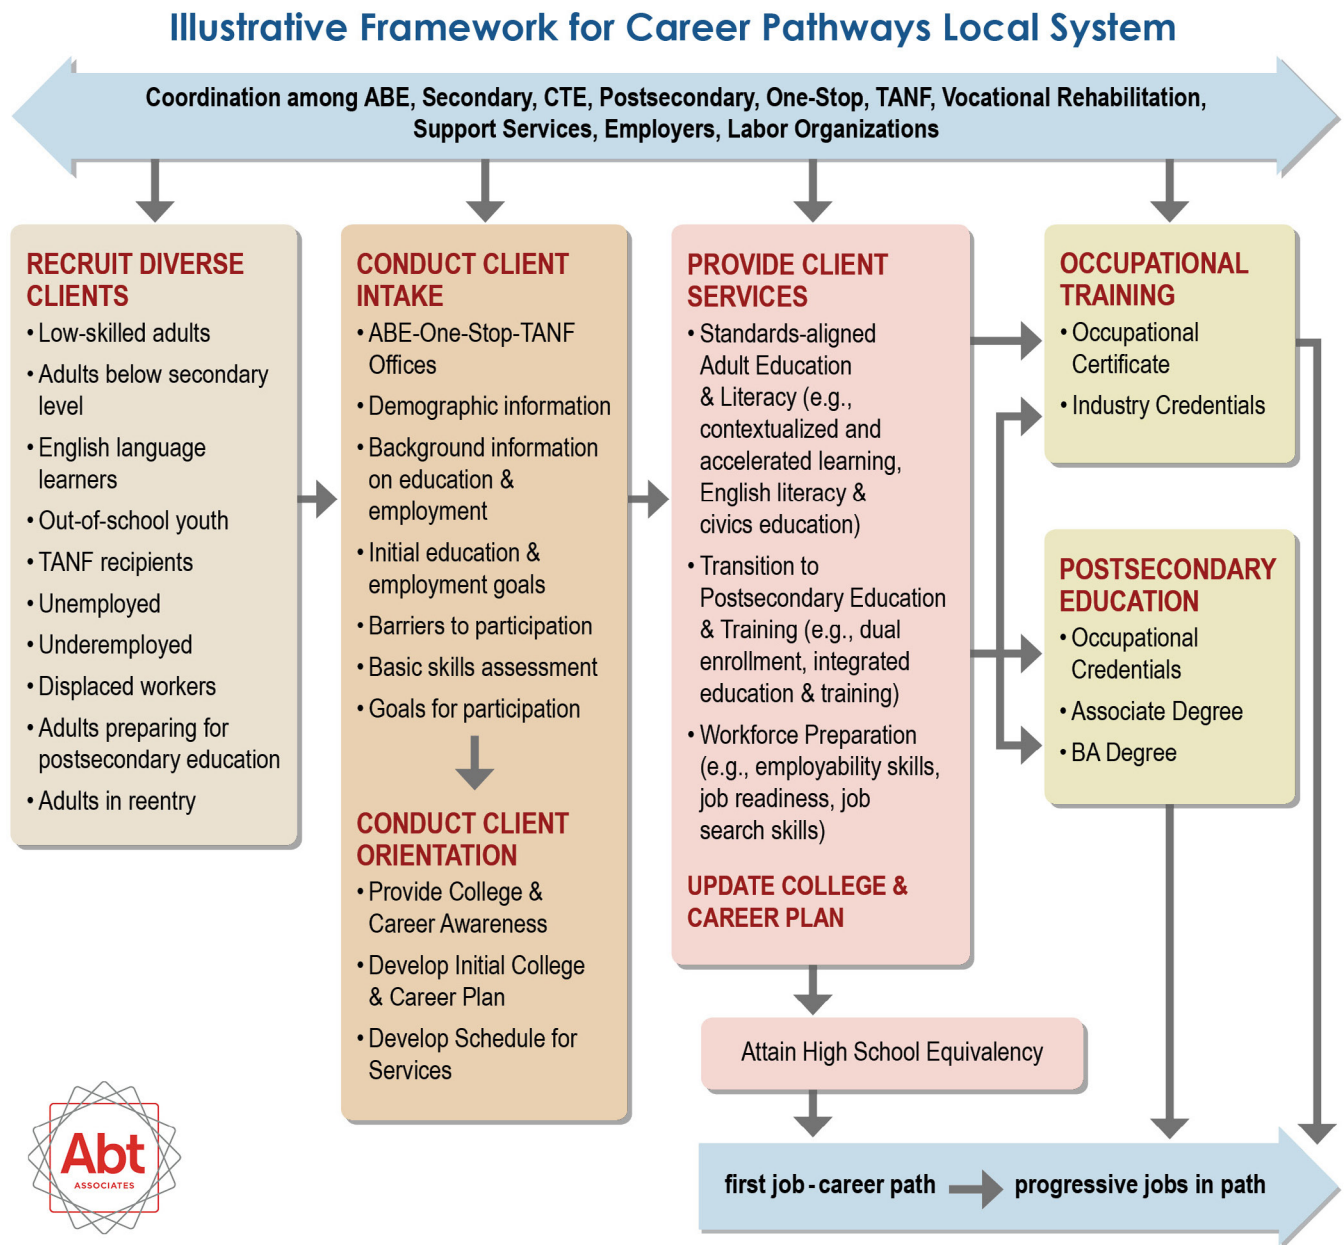 Illustrative Framework for Career Pathways Local System
Coordination among ABE, Secondary, CTE, Postsecondary, One-Stop, TANF, Vocational Rehabilitation,
Support Services, Employers, Labor Organizations
RECRUIT DIVERSE
CLIENTS
• Low-skilled adults
• Adults below secondary
level
• English language
learners
• Out-of-school youth
• TANF recipients
• Unemployed
• Underemployed
• Displaced workers
• Adults preparing for
postsecondary education
• Adults in reentry
CONDUCT CLIENT
INTAKE
• ABE-One-Stop-TANF
Offices
• Demographic information
• Background information
on education &
employment
• Initial education &
employment goals
• Barriers to participation
• Basic skills assessment
• Goals for participation
CONDUCT CLIENT
ORIENTATION
• Provide College &
Career Awareness
• Develop Initial College
& Career Plan
• Develop Schedule for
Services
PROVIDE CLIENT
SERVICES
• Standards-aligned
Adult Education
& Literacy (e.g.,
contextualized and
accelerated learning,
English literacy &
civics education)
• Transition to
Postsecondary Education
& Training (e.g., dual
enrollment, integrated
education & training)
• Workforce Preparation
(e.g., employability skills,
job readiness, job
search skills)
UPDATE COLLEGE &
CAREER PLAN
Attain High School Equivalency
OCCUPATIONAL
TRAINING
• Occupational
Certificate
• Industry Credentials
POSTSECONDARY
EDUCATION
• Occupational
Credentials
• Associate Degree
• BA Degree
first job - career path
progressive jobs in path
Abt
ASSOCIATES